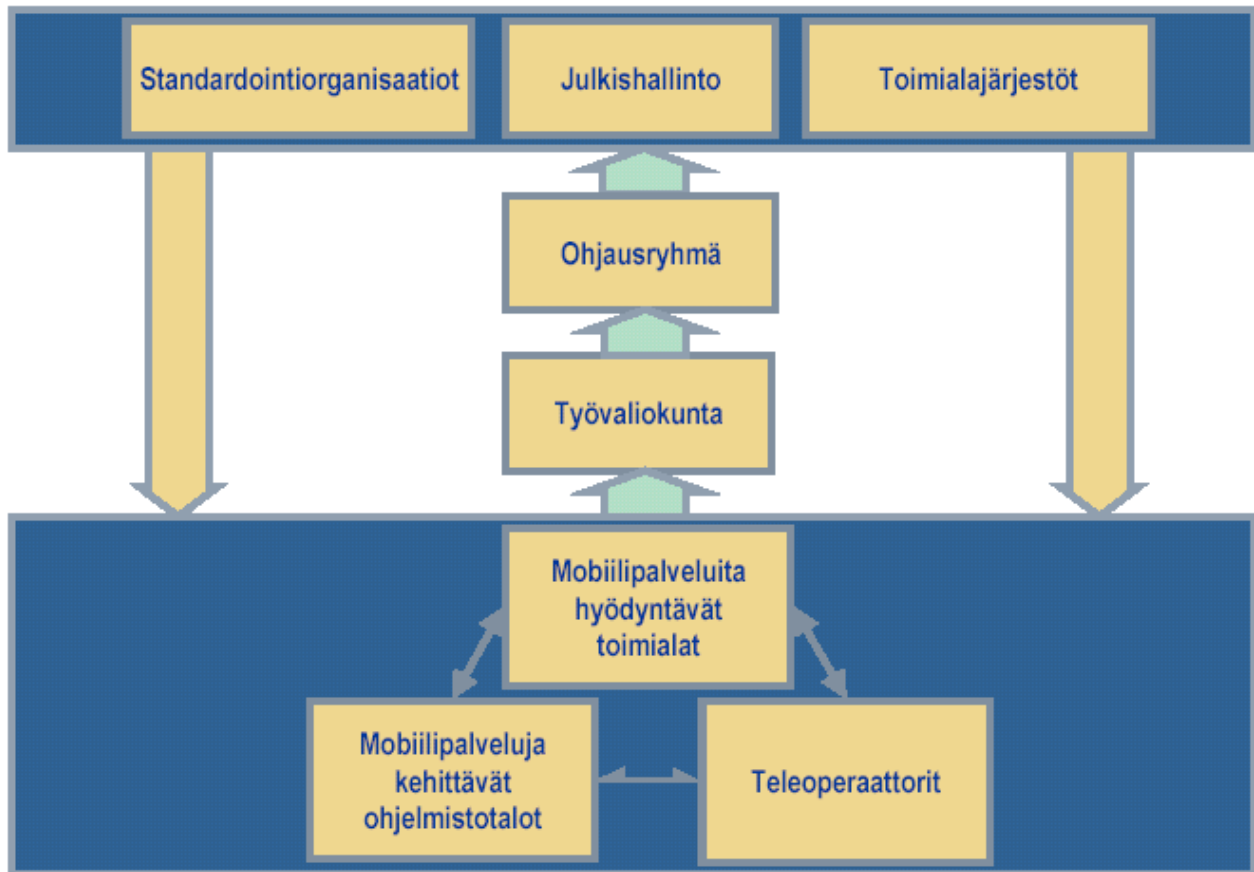 Standardointiorganisaatiot
Julkishallinto
Toimialajärjestöt
Ohjausryhmä
Työvaliokunta
Mobiilipalveluita
hyödyntävät
toimialat
Mobiilipalveluja
kehittävät
ohjelmistotalot
Teleoperaattorit